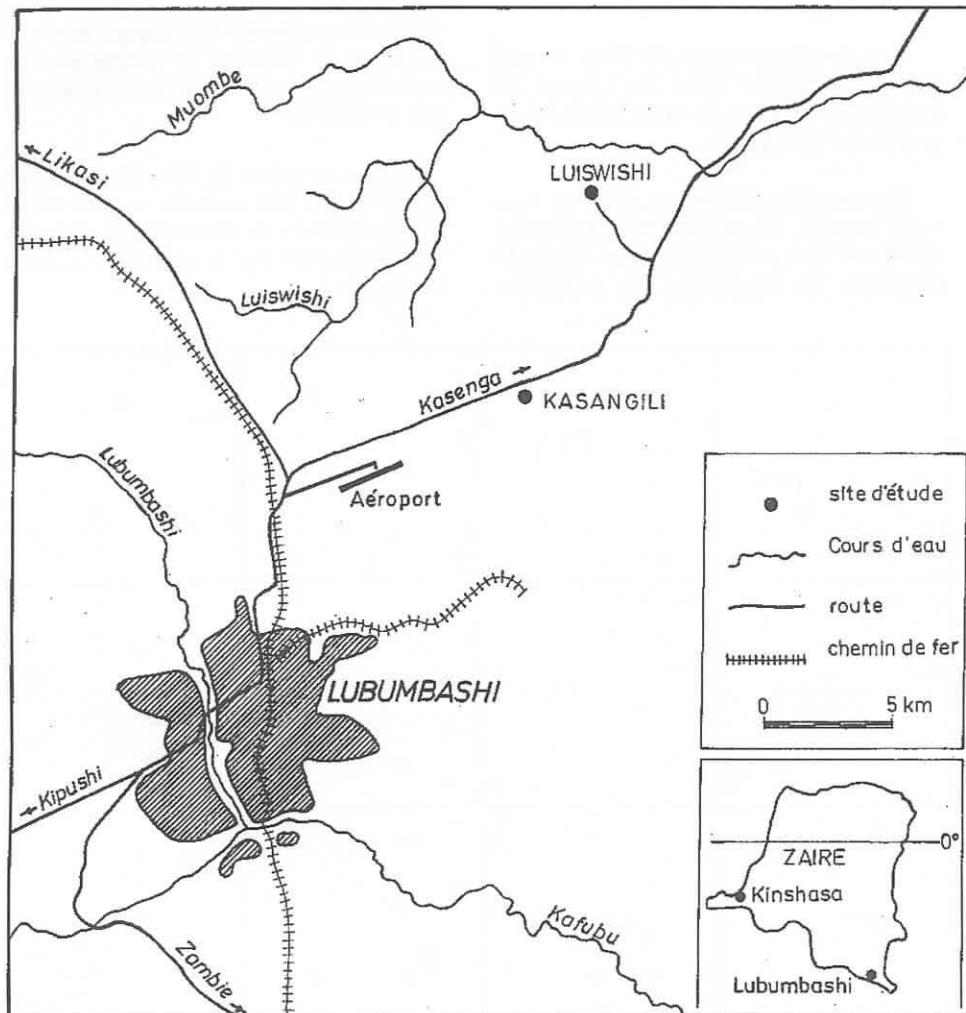 Muombe
Likasi
LUISWISHI
Luiswishi
Kasenga
KASANGILI
Lubumbashi
Aéroport
site d'étude
Cours d'eau
route
chemin de fer
0 5 km
LUBUMBASHI
Kipushi
Kafubu
Zambie
0°
ZAIRE
Kinshasa
Lubumbashi